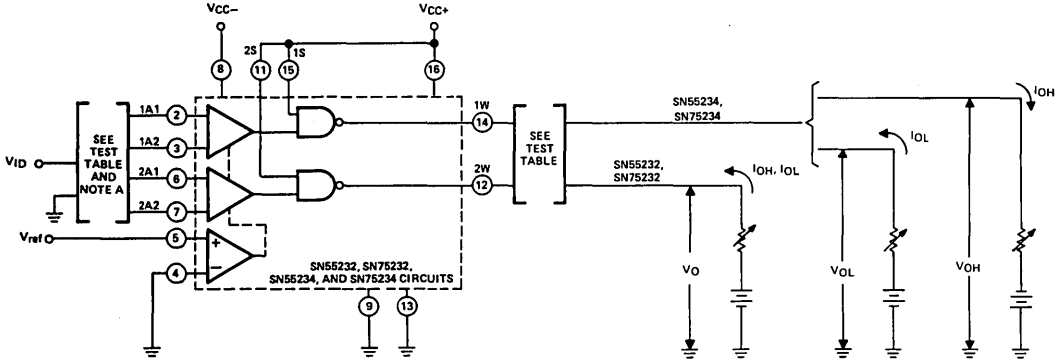 VCC−
VCC+
2S
1S
8
11
15
16
1A1
2
1W
14
SN55234,
SN75234
IOH
SEE
TEST
TABLE
AND
NOTE A
1A2
3
SEE
TEST
TABLE
IOL
VID
2A1
6
2W
12
SN55232,
SN75232
IOH, IOL
2A2
7
Vref
5
+
4
−
VO
VOL
VOH
SN55232, SN75232,
SN55234, AND SN75234 CIRCUITS
9
13